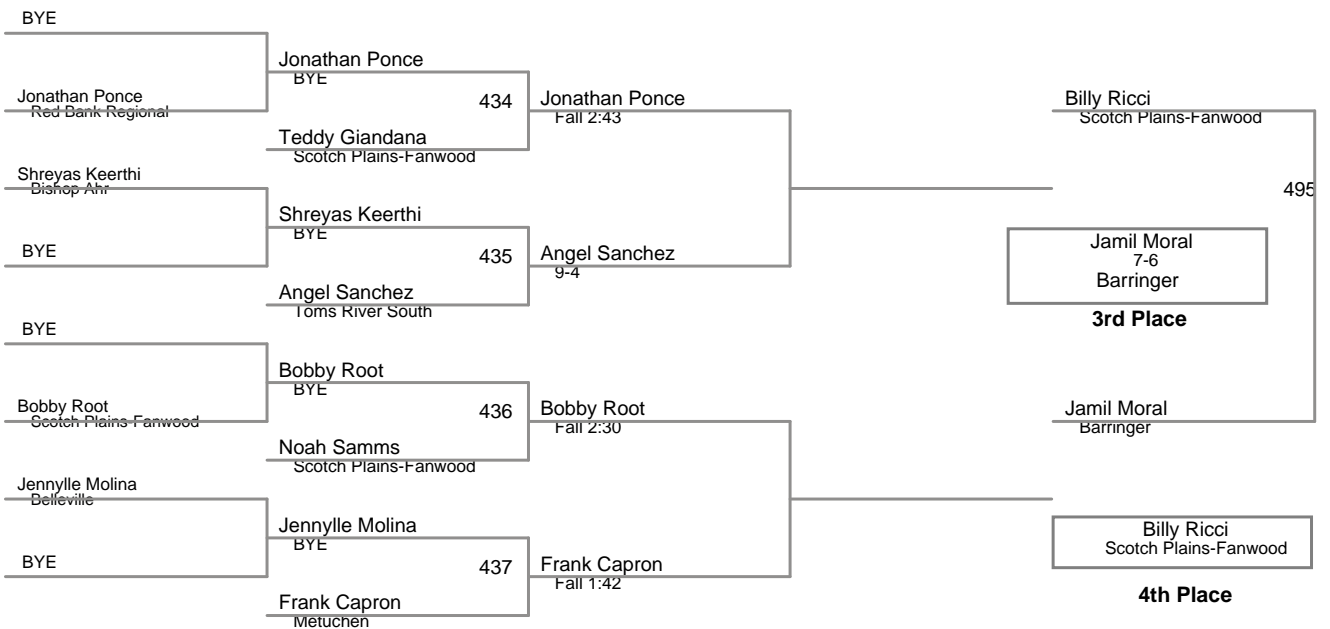 BYE
Jonathan Ponce
Red Bank Regional
Shreyas Keerthi
Bishop Ahr
BYE
BYE
Bobby Root
Scotch Plains-Fanwood
Jennylle Molina
Belleville
BYE
Jonathan Ponce
BYE
434
Teddy Giandana
Scotch Plains-Fanwood
Shreyas Keerthi
BYE
435
Angel Sanchez
Toms River South
Bobby Root
BYE
436
Noah Samms
Scotch Plains-Fanwood
Jennylle Molina
BYE
437
Frank Capron
Metuchen
Jonathan Ponce
Fall 2:43
Angel Sanchez
9-4
Bobby Root
Fall 2:30
Frank Capron
Fall 1:42
Billy Ricci
Scotch Plains-Fanwood
495
Jamil Moral
7-6
Barringer
3rd Place
Jamil Moral
Barringer
Billy Ricci
Scotch Plains-Fanwood
4th Place